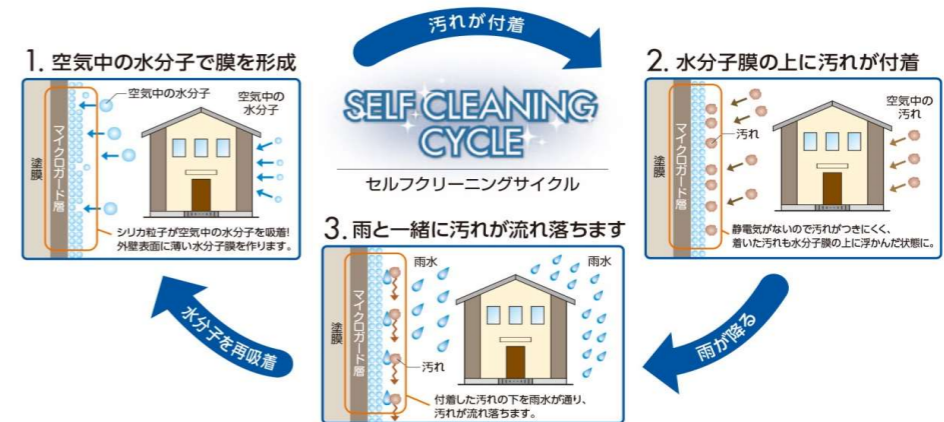 汚れが付着
SELF CLEANING
CYCLE
セルフクリーニングサイクル
1. 空気中の水分子で膜を形成
空気中の水分子
空気中の
水分子
塗膜
マイクロガード層
シリカ粒子が空気中の水分子を吸着!
外壁表面に薄い水分子膜を作ります。
2. 水分子膜の上に汚れが付着
空気中の
汚れ
汚れ
塗膜
マイクロガード層
静電気がないので汚れがつきにくく、
着いた汚れも水分子膜の上に浮かんだ状態に。
雨が降る
3. 雨と一緒に汚れが流れ落ちます
雨水
雨水
塗膜
マイクロガード層
汚れ
付着した汚れの下を雨水が通り、
汚れが流れ落ちます。
水分子を再吸着